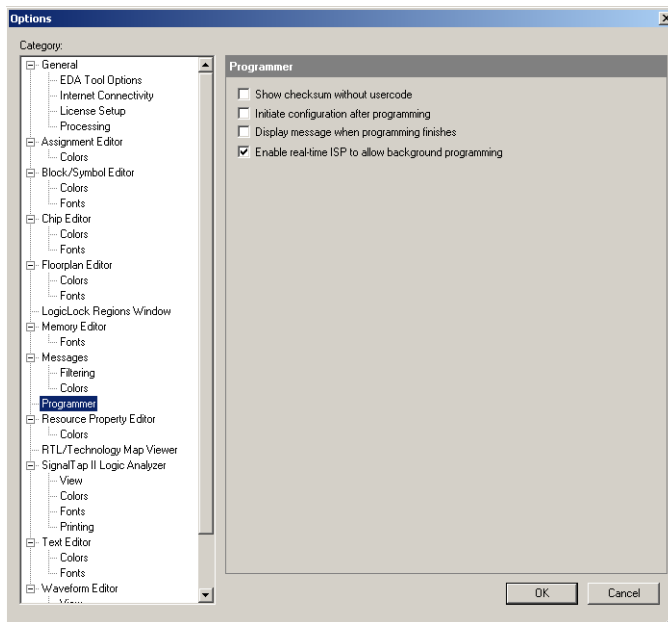 Options
Category:
General
EDA Tool Options
Internet Connectivity
License Setup
Processing
Assignment Editor
Colors
Block/Symbol Editor
Colors
Fonts
Chip Editor
Colors
Fonts
Floorplan Editor
Colors
Fonts
LogicLock Regions Window
Memory Editor
Fonts
Messages
Filtering
Colors
Programmer
Resource Property Editor
Colors
RTL/Technology Map Viewer
SignalTap II Logic Analyzer
View
Colors
Fonts
Printing
Text Editor
Colors
Fonts
Waveform Editor
View
Programmer
Show checksum without usercode
Initiate configuration after programming
Display message when programming finishes
Enable real-time ISP to allow background programming
OK
Cancel